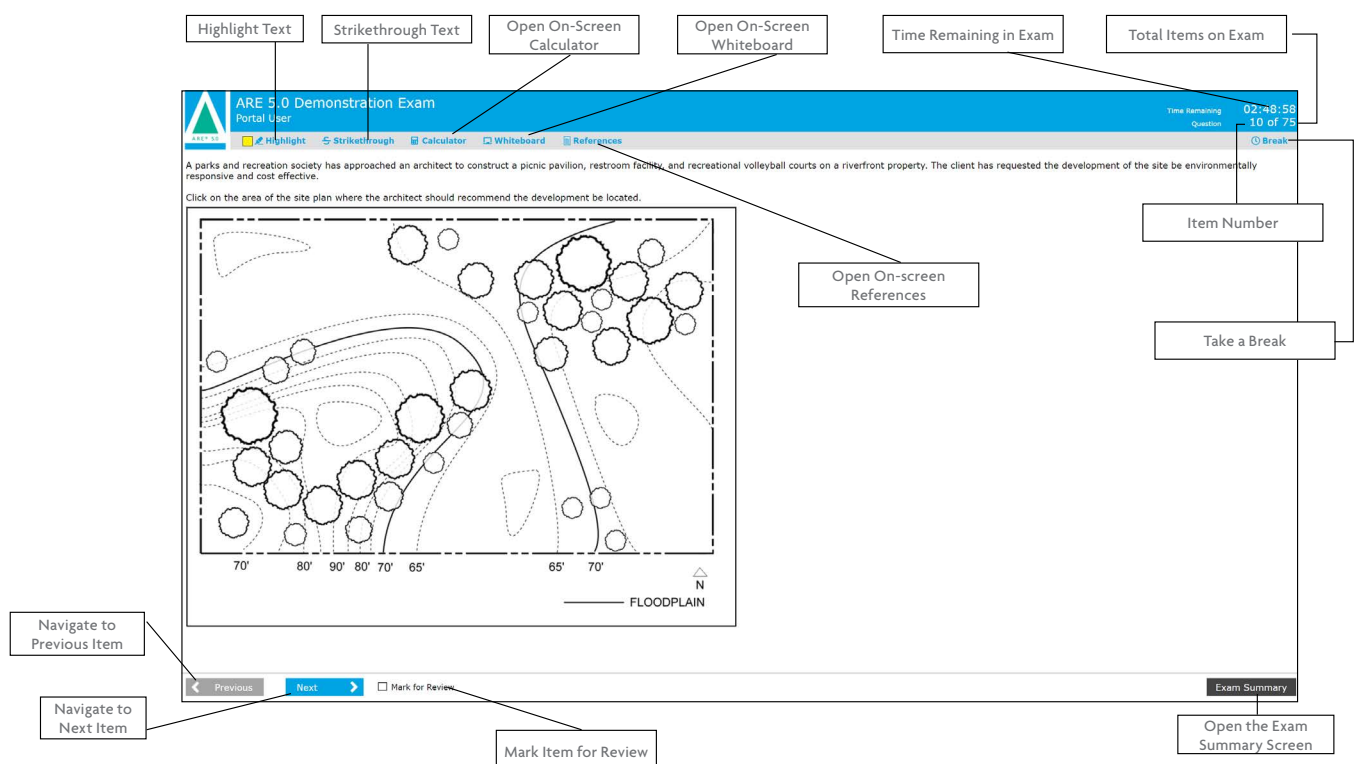 Highlight Text
Strikethrough Text
Open On-Screen
Calculator
Open On-Screen
Whiteboard
Time Remaining in Exam
Total Items on Exam
ARE 5.0 Demonstration Exam
Portal User
ARE® 5.0
Time Remaining 02:48:58
Question 10 of 75
Highlight
Strikethrough
Calculator
Whiteboard
References
Break
A parks and recreation society has approached an architect to construct a picnic pavilion, restroom facility, and recreational volleyball courts on a riverfront property. The client has requested the development of the site be environmentally
responsive and cost effective.
Click on the area of the site plan where the architect should recommend the development be located.
Item Number
Open On-screen
References
Take a Break
70' 80' 90' 80' 70' 65' 65' 70'
N
FLOODPLAIN
Navigate to
Previous Item
Previous
Next
Mark for Review
Exam Summary
Navigate to
Next Item
Mark Item for Review
Open the Exam
Summary Screen